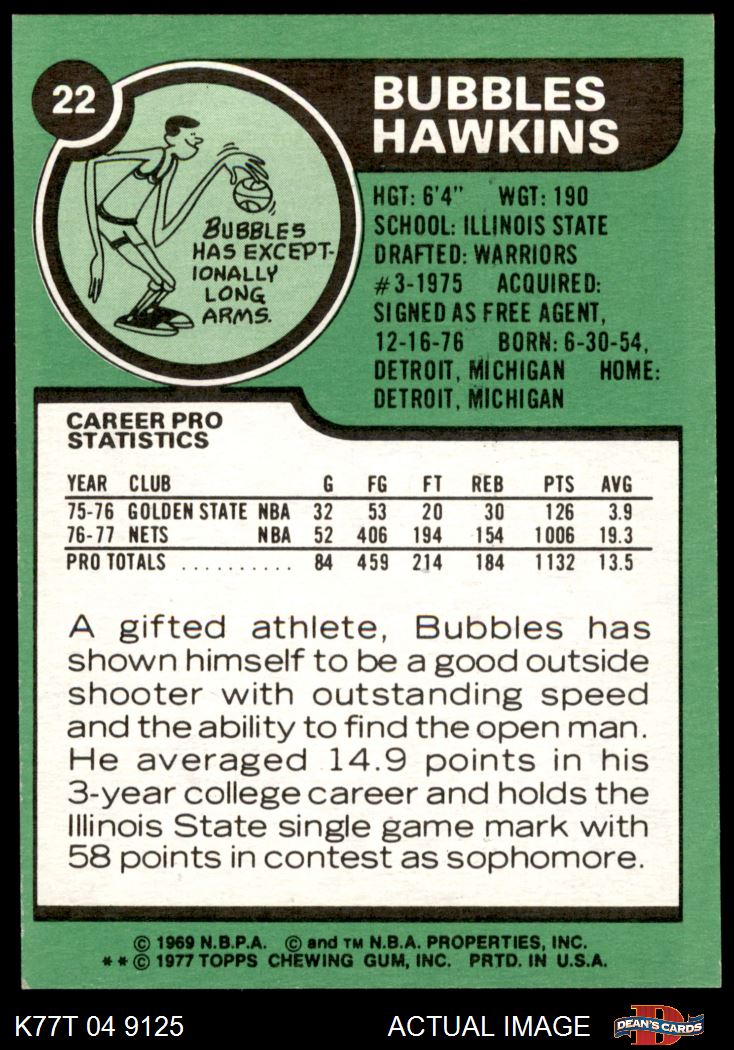 22
BUBBLES
HAWKINS
BUBBLES
HAS EXCEPT-
IONALLY
LONG
ARMS.
HGT: 6'4" WGT: 190
SCHOOL: ILLINOIS STATE
DRAFTED: WARRIORS
#3-1975 ACQUIRED:
SIGNED AS FREE AGENT,
12-16-76 BORN: 6-30-54,
DETROIT, MICHIGAN HOME:
DETROIT, MICHIGAN
CAREER PRO
STATISTICS
YEAR CLUB G FG FT REB PTS AVG
75-76 GOLDEN STATE NBA 32 53 20 30 126 3.9
76-77 NETS NBA 52 406 194 154 1006 19.3
PRO TOTALS .......... 84 459 214 184 1132 13.5
A gifted athlete, Bubbles has
shown himself to be a good outside
shooter with outstanding speed
and the ability to find the open man.
He averaged 14.9 points in his
3-year college career and holds the
Illinois State single game mark with
58 points in contest as sophomore.
© 1969 N.B.P.A. © and TM N.B.A. PROPERTIES, INC.
**© 1977 TOPPS CHEWING GUM, INC. PRTD. IN U.S.A.
K77T 04 9125 ACTUAL IMAGE D DEAN'S CARDS